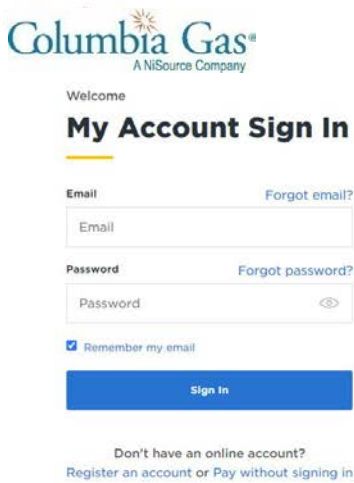 Columbia Gas®
A NiSource Company
Welcome
My Account Sign In
Email Forgot email?
Email
Password Forgot password?
Password
Remember my email
Sign In
Don't have an online account?
Register an account or Pay without signing in